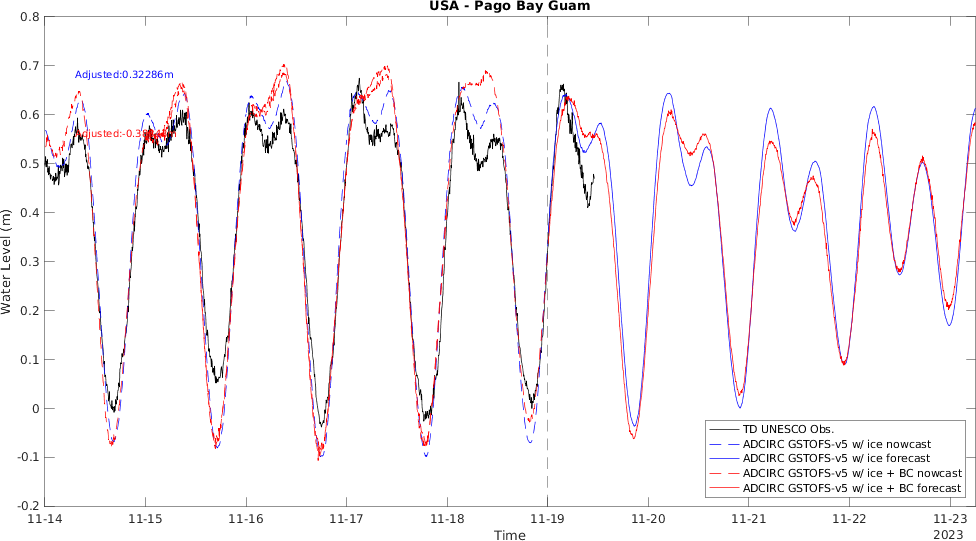 USA - Pago Bay Guam
0.8
0.7
0.6
0.5
0.4
0.3
0.2
0.1
0
-0.1
-0.2
Water Level (m)
Adjusted:0.32286m
TD UNESCO Obs.
ADCIRC GSTOFS-v5 w/ ice nowcast
ADCIRC GSTOFS-v5 w/ ice forecast
ADCIRC GSTOFS-v5 w/ ice + BC nowcast
ADCIRC GSTOFS-v5 w/ ice + BC forecast
11-14 11-15 11-16 11-17 11-18 11-19 11-20 11-21 11-22 11-23
2023
Time